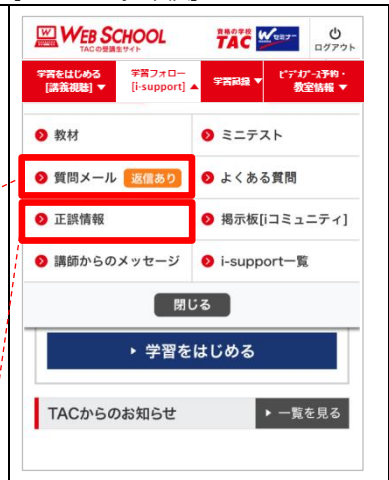 WEB SCHOOL
TACの受講生サイト
資格の学校
TAC Wセミナー
ログアウト
学習をはじめる
[講義視聴] ▼
学習フォロー
[i-support] ▲
学習記録 ▼
ビデオブース予約・
教室情報 ▼
教材
ミニテスト
質問メール 返信あり
よくある質問
正誤情報
掲示板[iコミュニティ]
講師からのメッセージ
i-support一覧
閉じる
学習をはじめる
TACからのお知らせ
一覧を見る